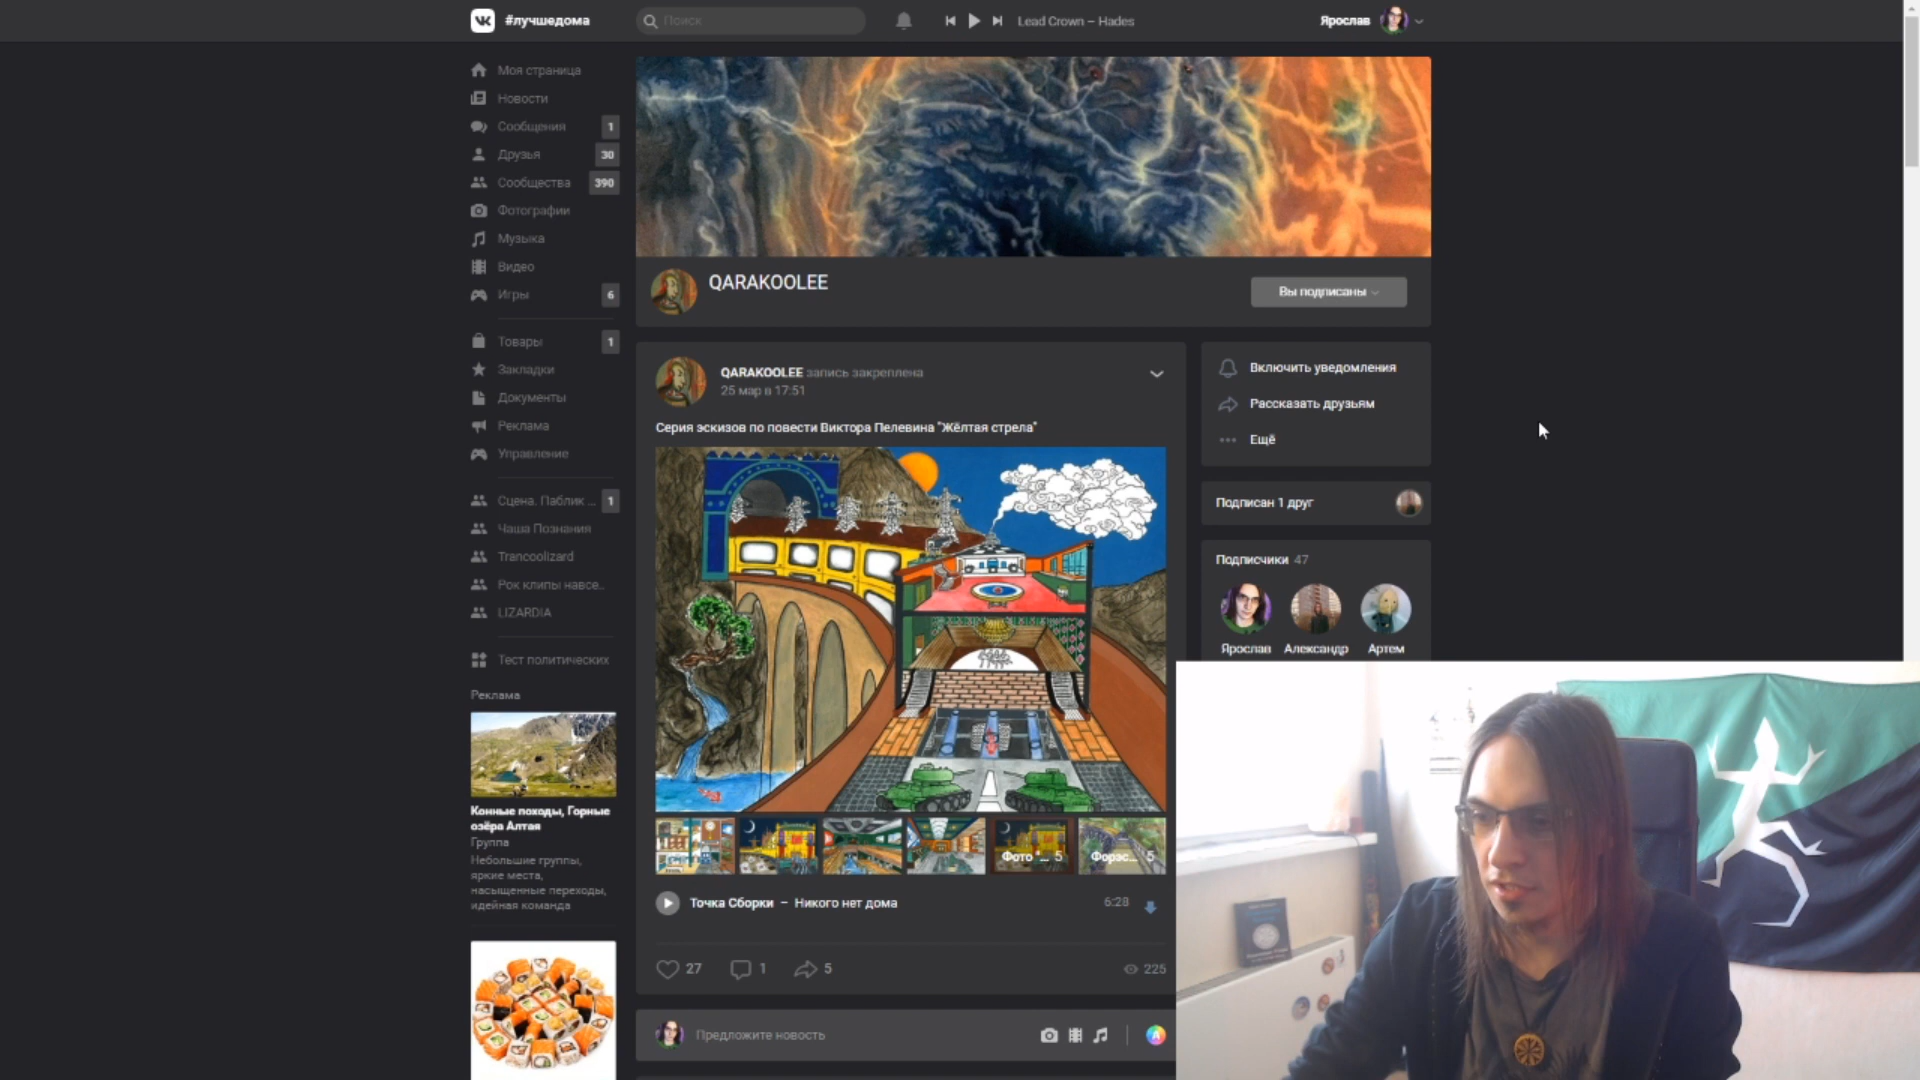 #лучшедома
Поиск
Lead Crown – Hades
Ярослав
Моя страница
Новости
Сообщения 1
Друзья 30
Сообщества 390
Фотографии
Музыка
Видео
Игры 6
Товары 1
Закладки
Документы
Реклама
Управление
Сцена. Паблик ... 1
Чаша Познания
Trancoolizard
Рок клипы навсе..
LIZARDIA
Тест политических
Реклама
Конные походы, Горные
озёра Алтая
Группа
Небольшие группы,
яркие места,
насыщенные переходы,
идейная команда
QARAKOOLEE
Вы подписаны
QARAKOOLEE запись закреплена
25 мар в 17:51
Серия эскизов по повести Виктора Пелевина "Жёлтая стрела"
Фото "... 5
Форэс... 5
Точка Сборки – Никого нет дома 6:28
27 1 5 225
Предложите новость
Включить уведомления
Рассказать друзьям
Ещё
Подписан 1 друг
Подписчики 47
Ярослав Александр Артем